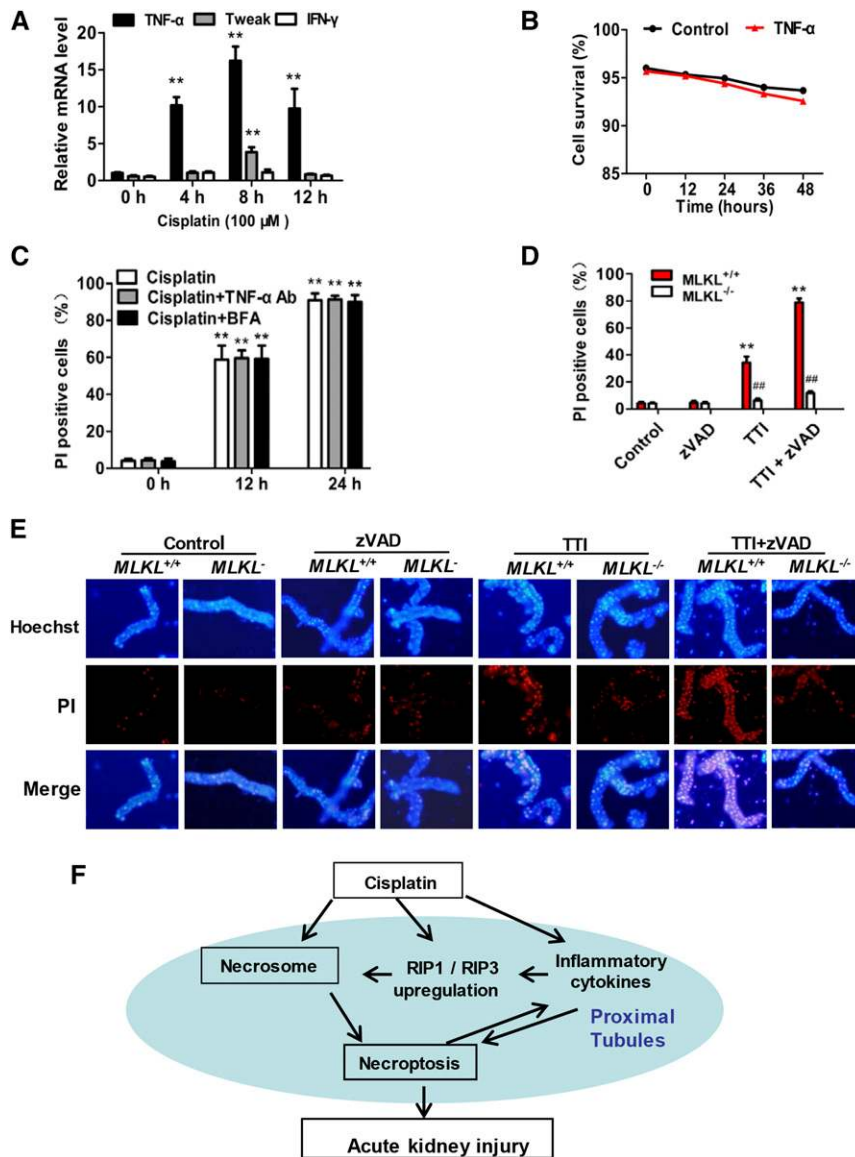 A
TNF-α Tweak IFN-γ
Relative mRNA level
20
15
10
5
0
** ** ** **
0 h 4 h 8 h 12 h
Cisplatin (100 μM )
B
Control TNF-α
Cell surviral (%)
100
95
90
85
0 12 24 36 48
Time (hours)
C
Cisplatin
Cisplatin+TNF-α Ab
Cisplatin+BFA
PI positive cells (%)
100
80
60
40
20
0
** ** ** ** ** **
0 h 12 h 24 h
D
MLKL+/+
MLKL-/-
PI positive cells (%)
100
80
60
40
20
0
** ## ** ##
Control zVAD TTI TTI + zVAD
E
Control zVAD TTI TTI+zVAD
MLKL+/+ MLKL- MLKL+/+ MLKL- MLKL+/+ MLKL-/- MLKL+/+ MLKL-/-
Hoechst
PI
Merge
F
Cisplatin
Necrosome
RIP1 / RIP3
upregulation
Inflammatory
cytokines
Proximal
Tubules
Necroptosis
Acute kidney injury